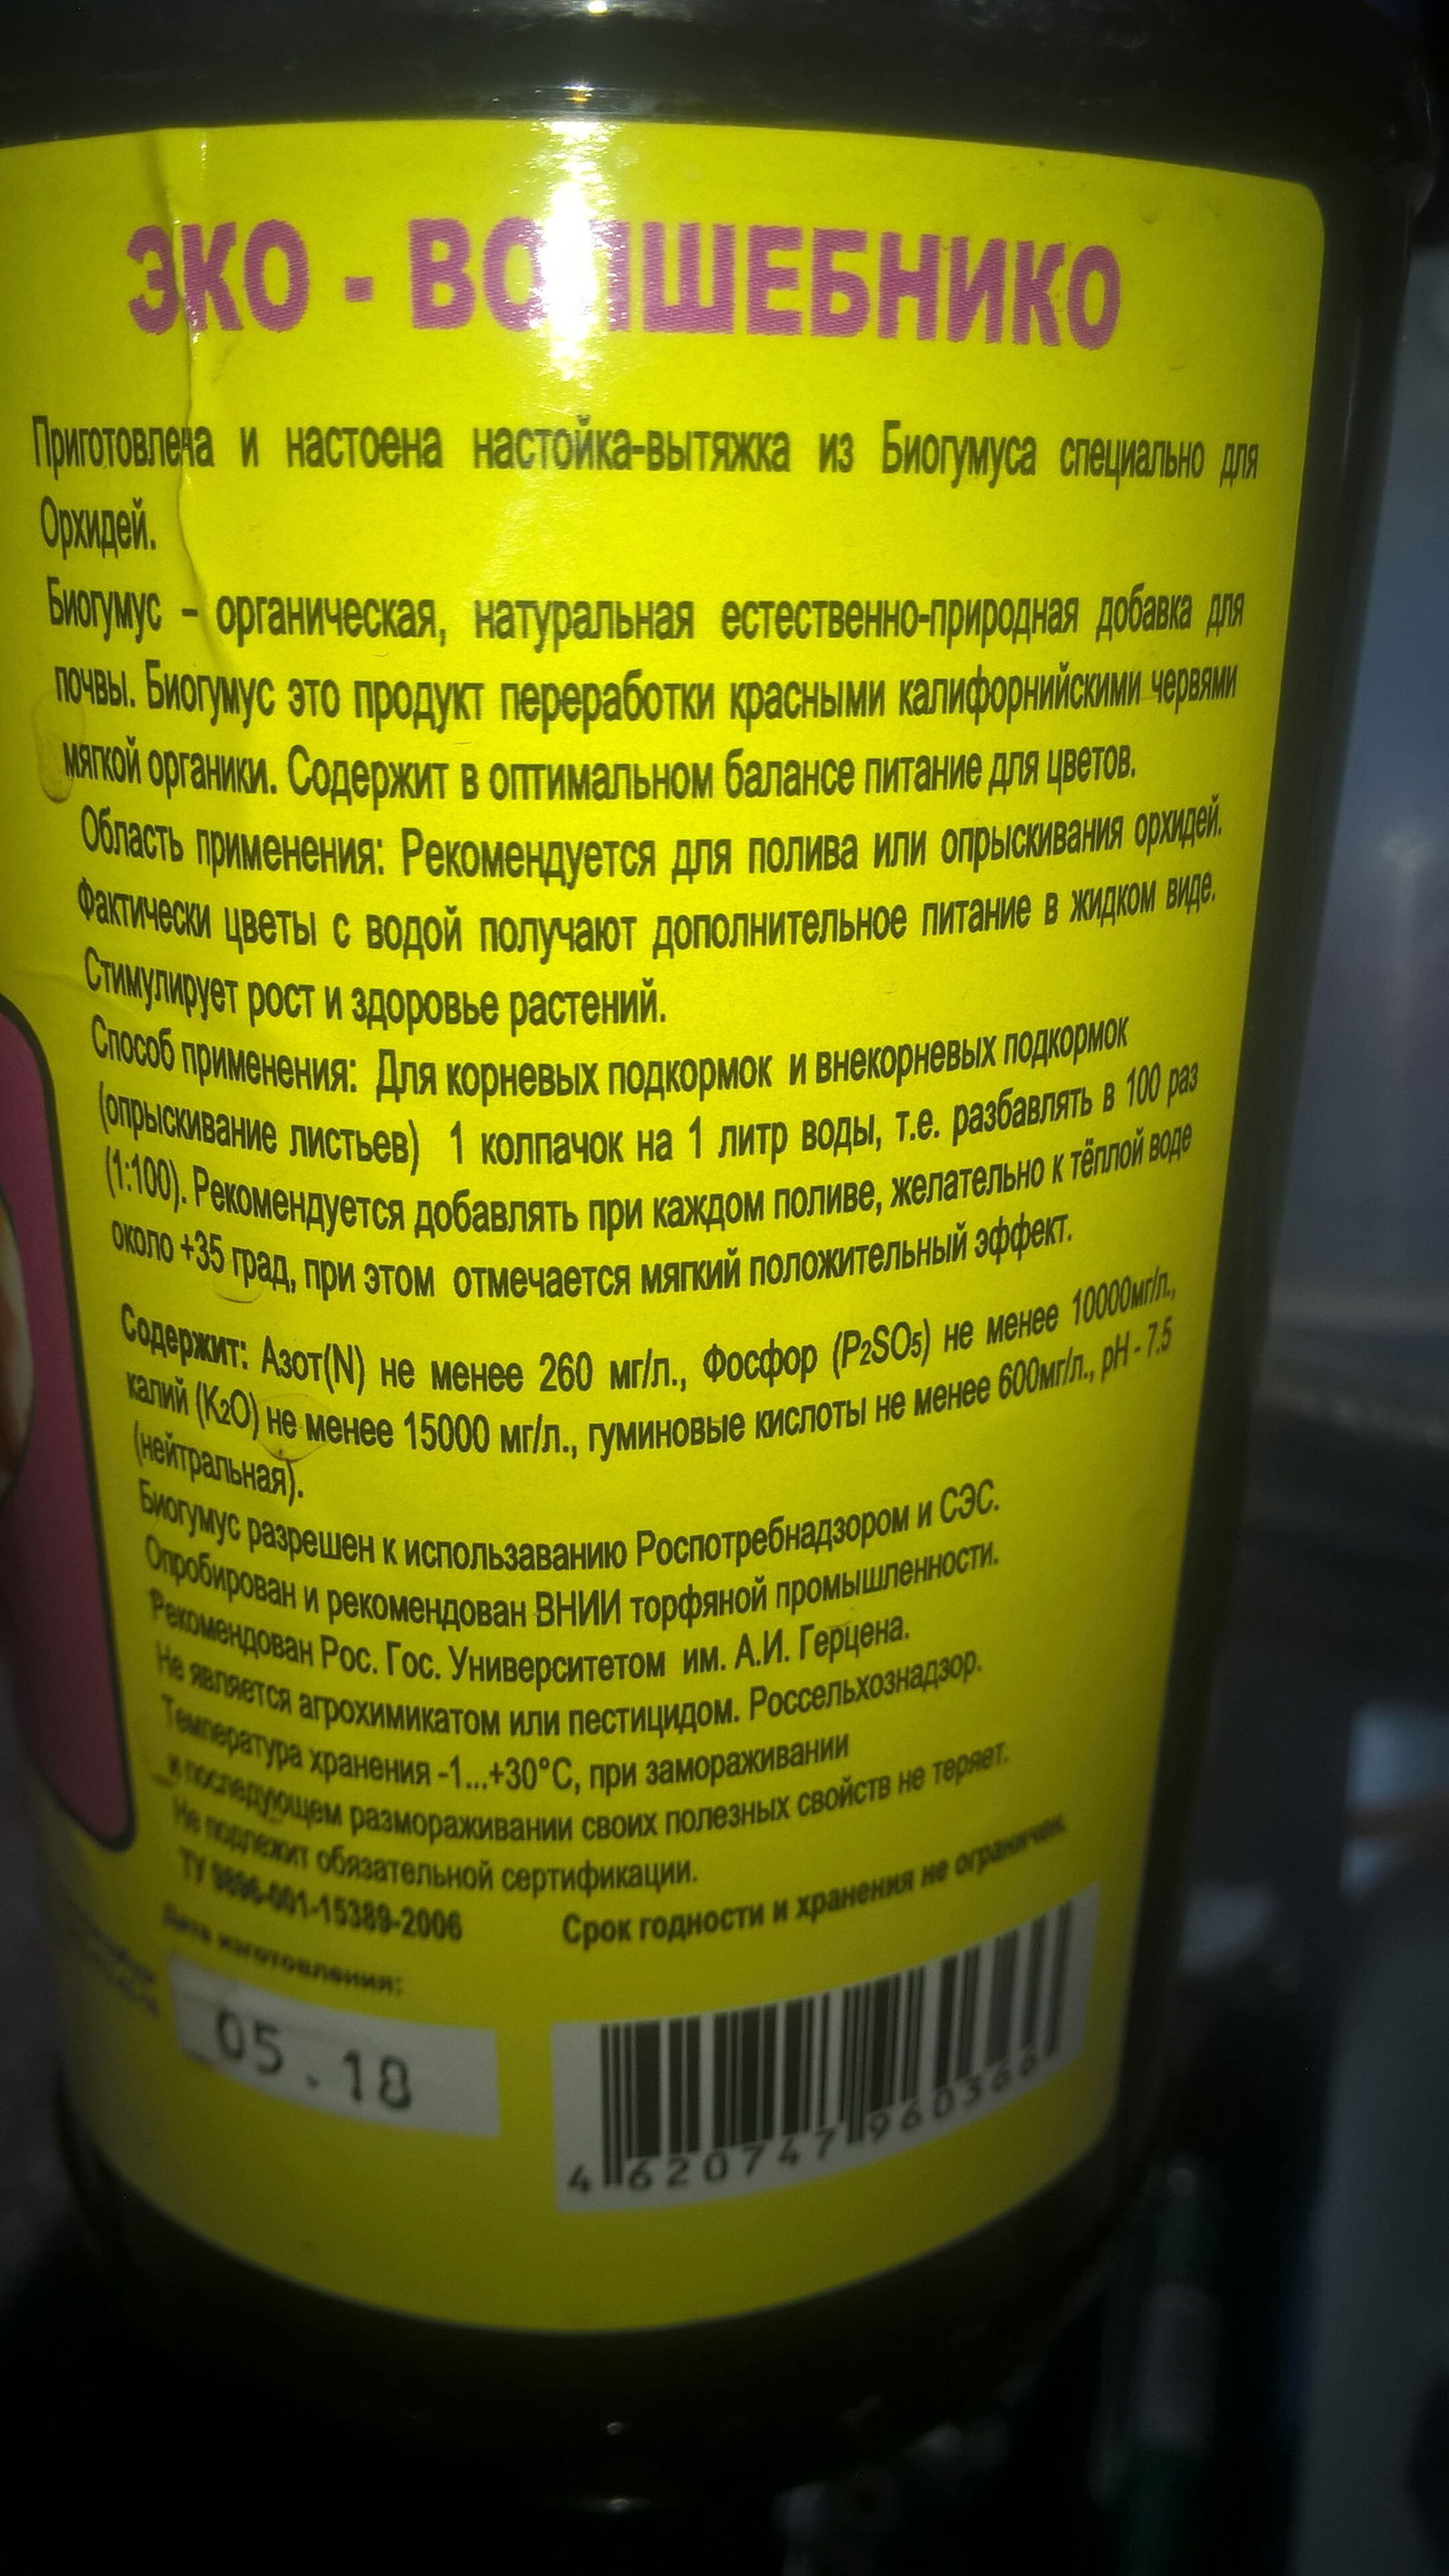 ЭКО - ВОЛШЕБНИКО
Приготовлена и настоена настойка-вытяжка из Биогумуса специально для
Орхидей.
Биогумус – органическая, натуральная естественно-природная добавка для
почвы. Биогумус это продукт переработки красными калифорнийскими червями
мягкой органики. Содержит в оптимальном балансе питание для цветов.
Область применения: Рекомендуется для полива или опрыскивания орхидей.
Фактически цветы с водой получают дополнительное питание в жидком виде.
Стимулирует рост и здоровье растений.
Способ применения: Для корневых подкормок и внекорневых подкормок
(опрыскивание листьев) 1 колпачок на 1 литр воды, т.е. разбавлять в 100 раз
(1:100). Рекомендуется добавлять при каждом поливе, желательно к тёплой воде
около +35 град, при этом отмечается мягкий положительный эффект.
Содержит: Азот(N) не менее 260 мг/л., Фосфор (P₂SO₅) не менее 10000мг/л.,
калий (K₂O) не менее 15000 мг/л., гуминовые кислоты не менее 600мг/л., pH - 7.5
(нейтральная).
Биогумус разрешен к использаванию Роспотребнадзором и СЭС.
Опробирован и рекомендован ВНИИ торфяной промышленности.
Рекомендован Рос. Гос. Университетом им. А.И. Герцена.
Не является агрохимикатом или пестицидом. Россельхознадзор.
Температура хранения -1...+30°С, при замораживании
и последующем размораживании своих полезных свойств не теряет.
Не подлежит обязательной сертификации.
ТУ 9896-001-15389-2006 Срок годности и хранения не ограничен.
Дата изготовления:
05.18
4 620747 960366